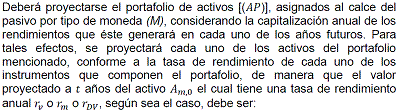 Deberá proyectarse el portafolio de activos [(AP)], asignados al calce del
pasivo por tipo de moneda (M), considerando la capitalización anual de los
rendimientos que éste generará en cada uno de los años futuros. Para
tales efectos, se proyectará cada uno de los activos del portafolio
mencionado, conforme a la tasa de rendimiento de cada uno de los
instrumentos que componen el portafolio, de manera que el valor
proyectado a t años del activo A_{m,0} el cual tiene una tasa de rendimiento
anual r_v o r_m o r_{DV}, según sea el caso, debe ser: